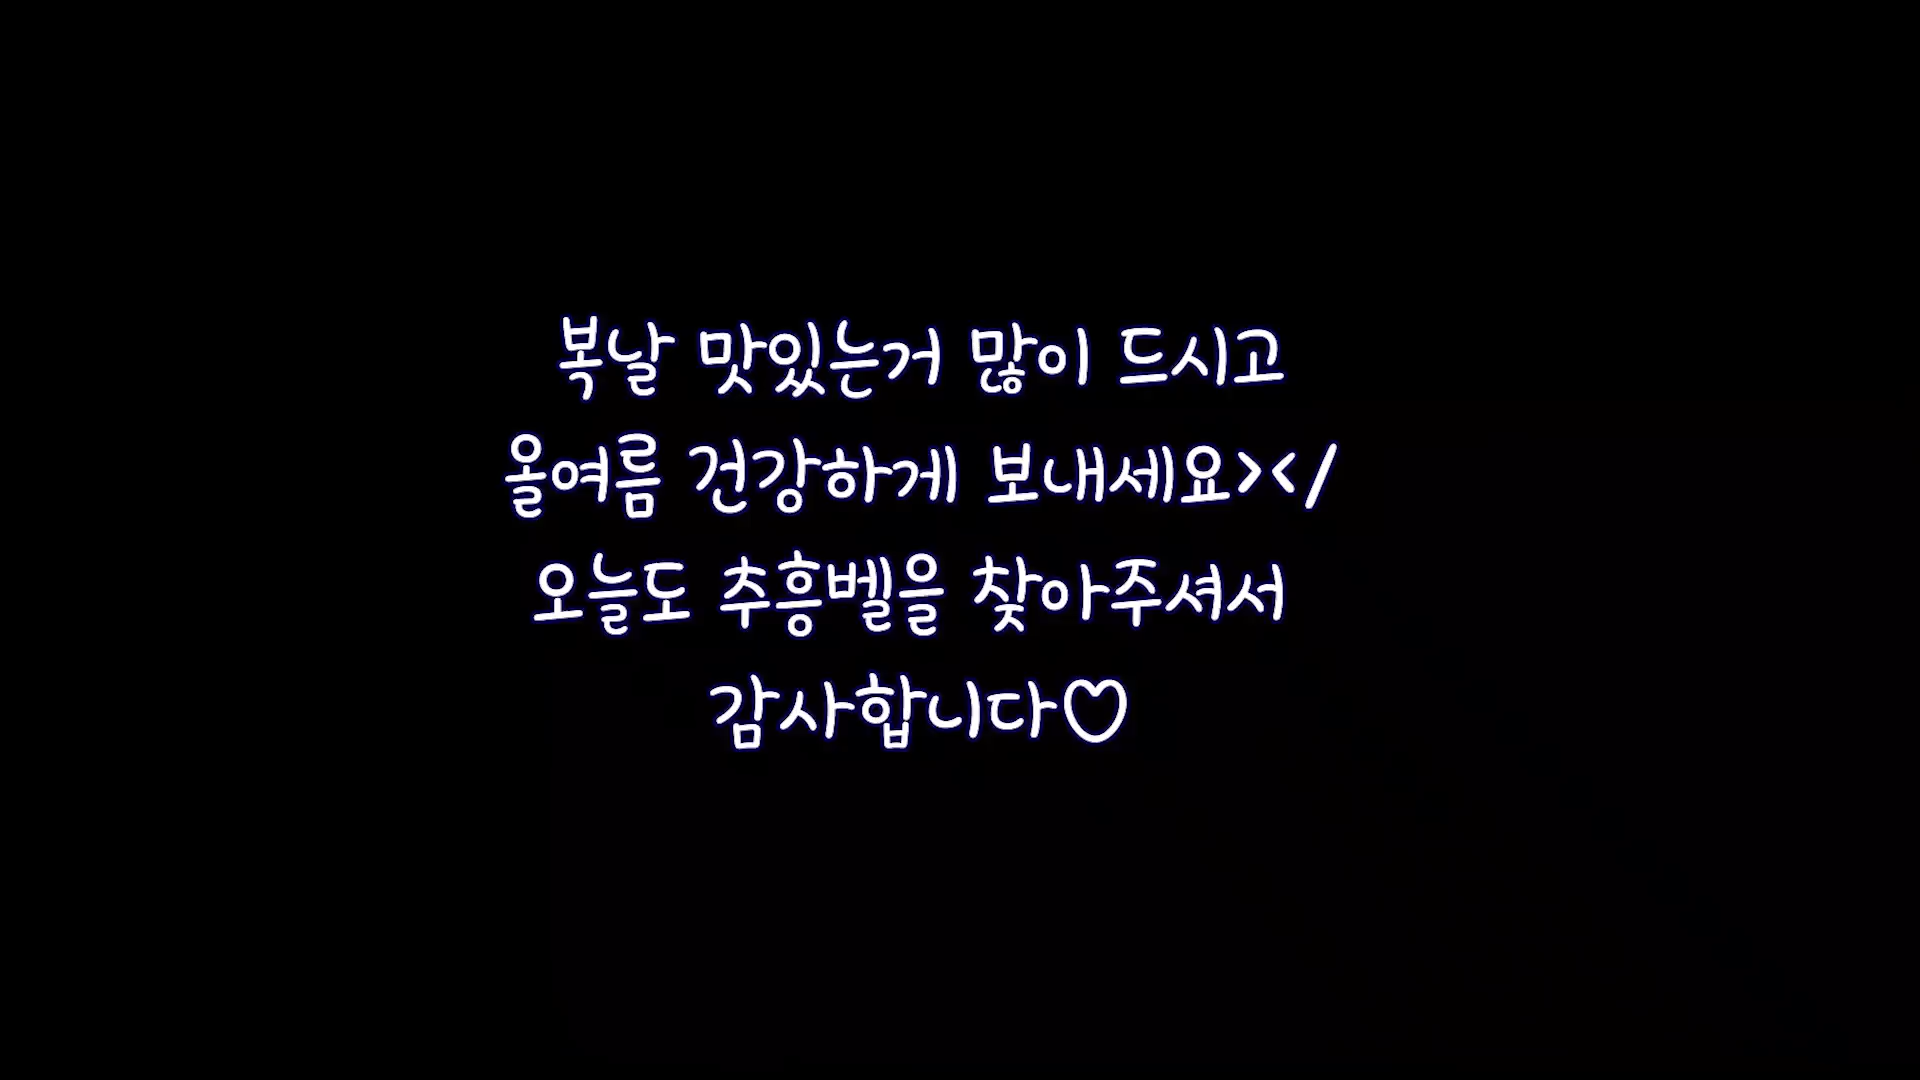 복날 맛있는거 많이 드시고
올여름 건강하게 보내세요></
오늘도 추흥벨을 찾아주셔서
감사합니다♡